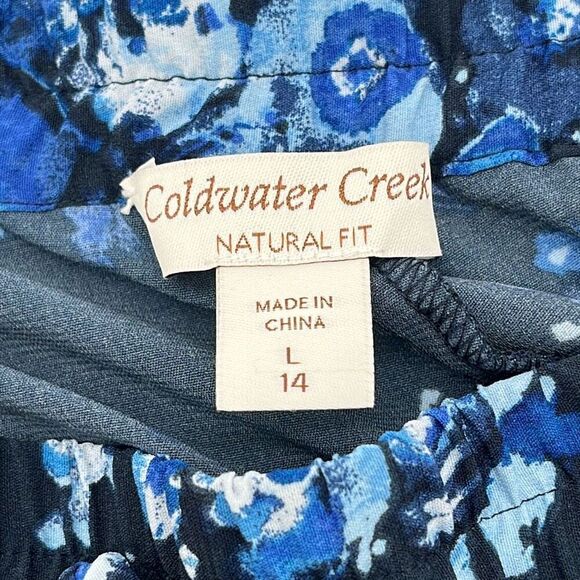 Coldwater Creek
NATURAL FIT
MADE IN
CHINA
L
14